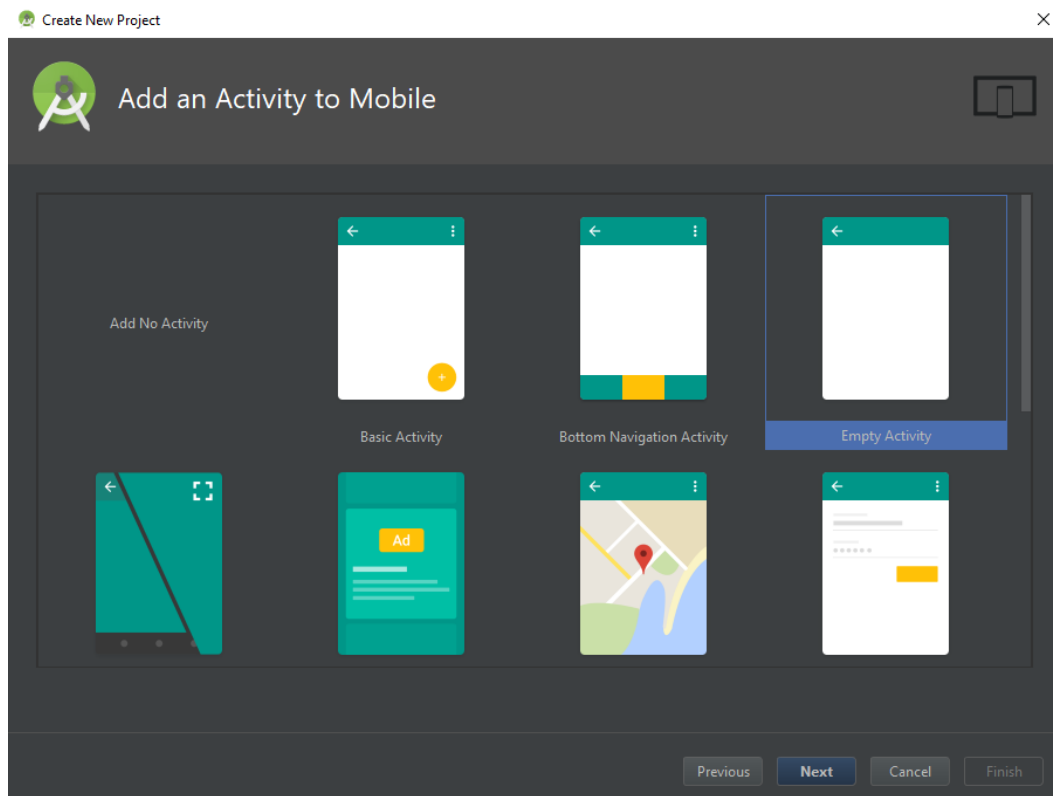 Create New Project
Add an Activity to Mobile
Add No Activity
Basic Activity
Bottom Navigation Activity
Empty Activity
Ad
Previous
Next
Cancel
Finish